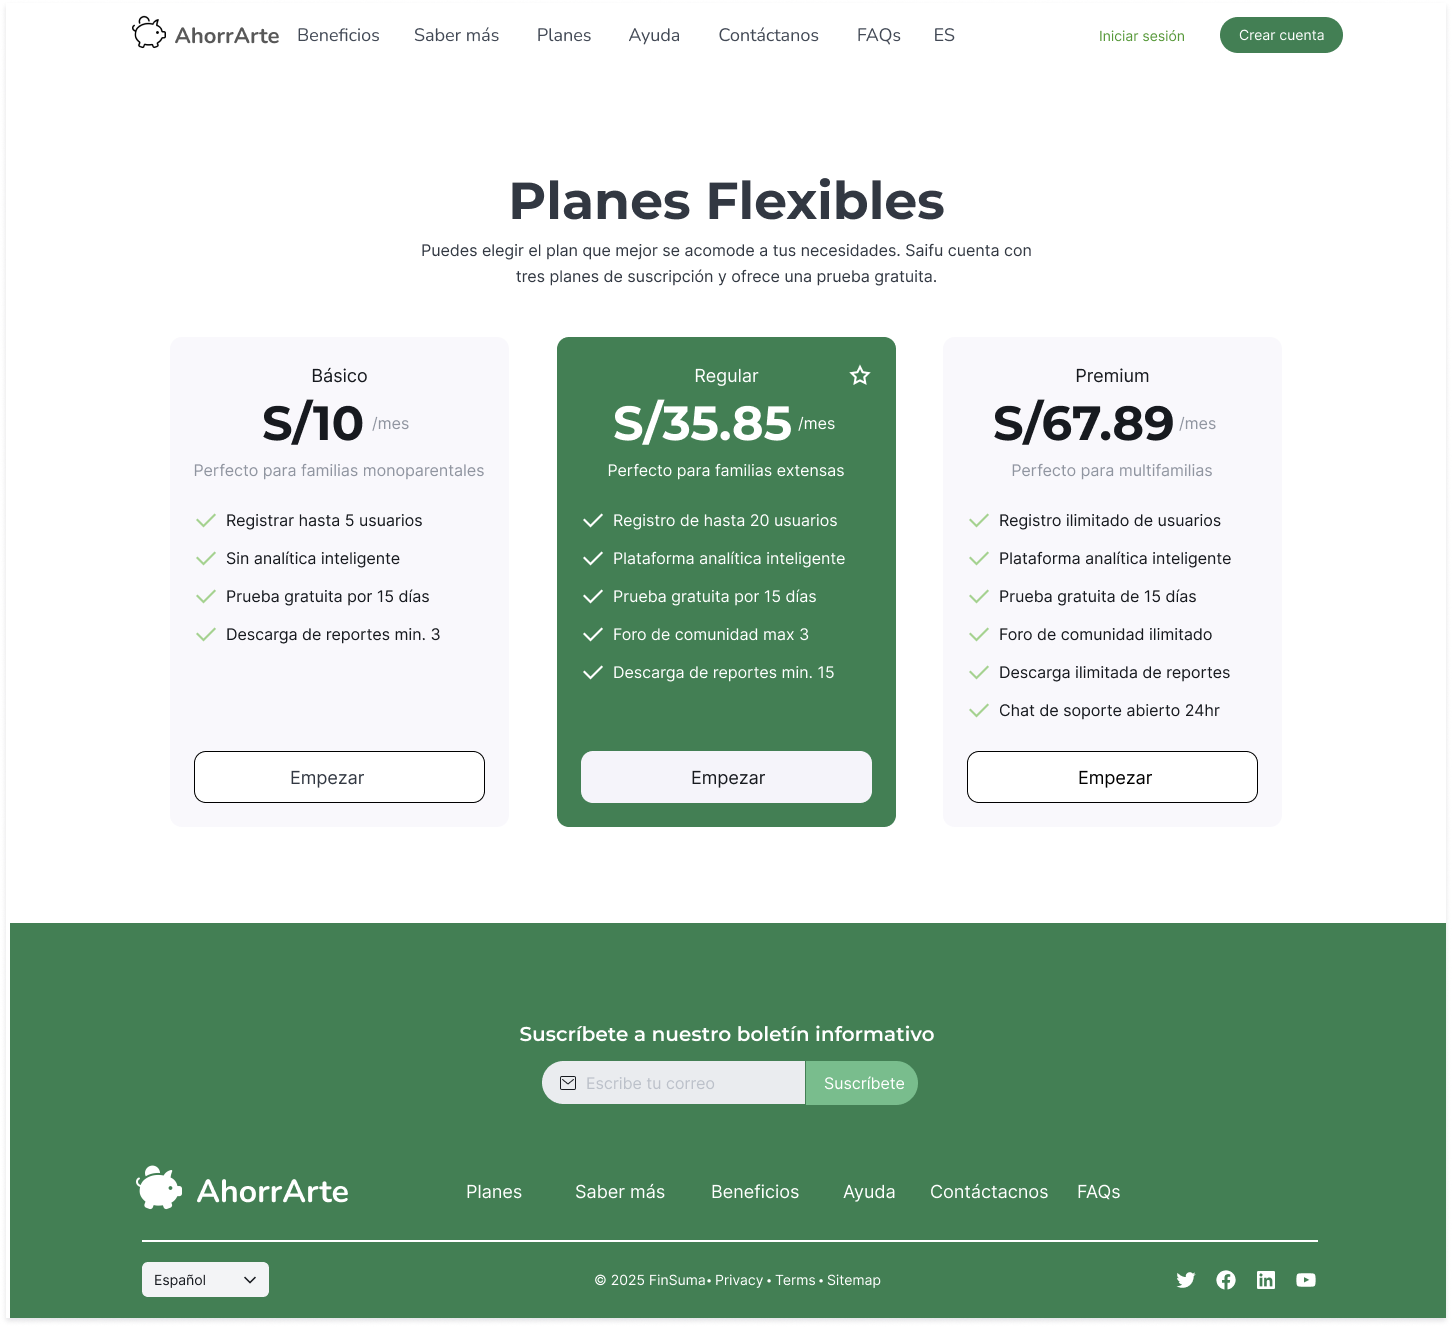 AhorrArte Beneficios Saber más Planes Ayuda Contáctanos FAQs ES Iniciar sesión Crear cuenta
Planes Flexibles
Puedes elegir el plan que mejor se acomode a tus necesidades. Saifu cuenta con
tres planes de suscripción y ofrece una prueba gratuita.
Básico
S/10 /mes
Perfecto para familias monoparentales
Registrar hasta 5 usuarios
Sin analítica inteligente
Prueba gratuita por 15 días
Descarga de reportes min. 3
Empezar
Regular
S/35.85 /mes
Perfecto para familias extensas
Registro de hasta 20 usuarios
Plataforma analítica inteligente
Prueba gratuita por 15 días
Foro de comunidad max 3
Descarga de reportes min. 15
Empezar
Premium
S/67.89 /mes
Perfecto para multifamilias
Registro ilimitado de usuarios
Plataforma analítica inteligente
Prueba gratuita de 15 días
Foro de comunidad ilimitado
Descarga ilimitada de reportes
Chat de soporte abierto 24hr
Empezar
Suscríbete a nuestro boletín informativo
Escribe tu correo Suscríbete
AhorrArte Planes Saber más Beneficios Ayuda Contáctacnos FAQs
Español © 2025 FinSuma • Privacy • Terms • Sitemap